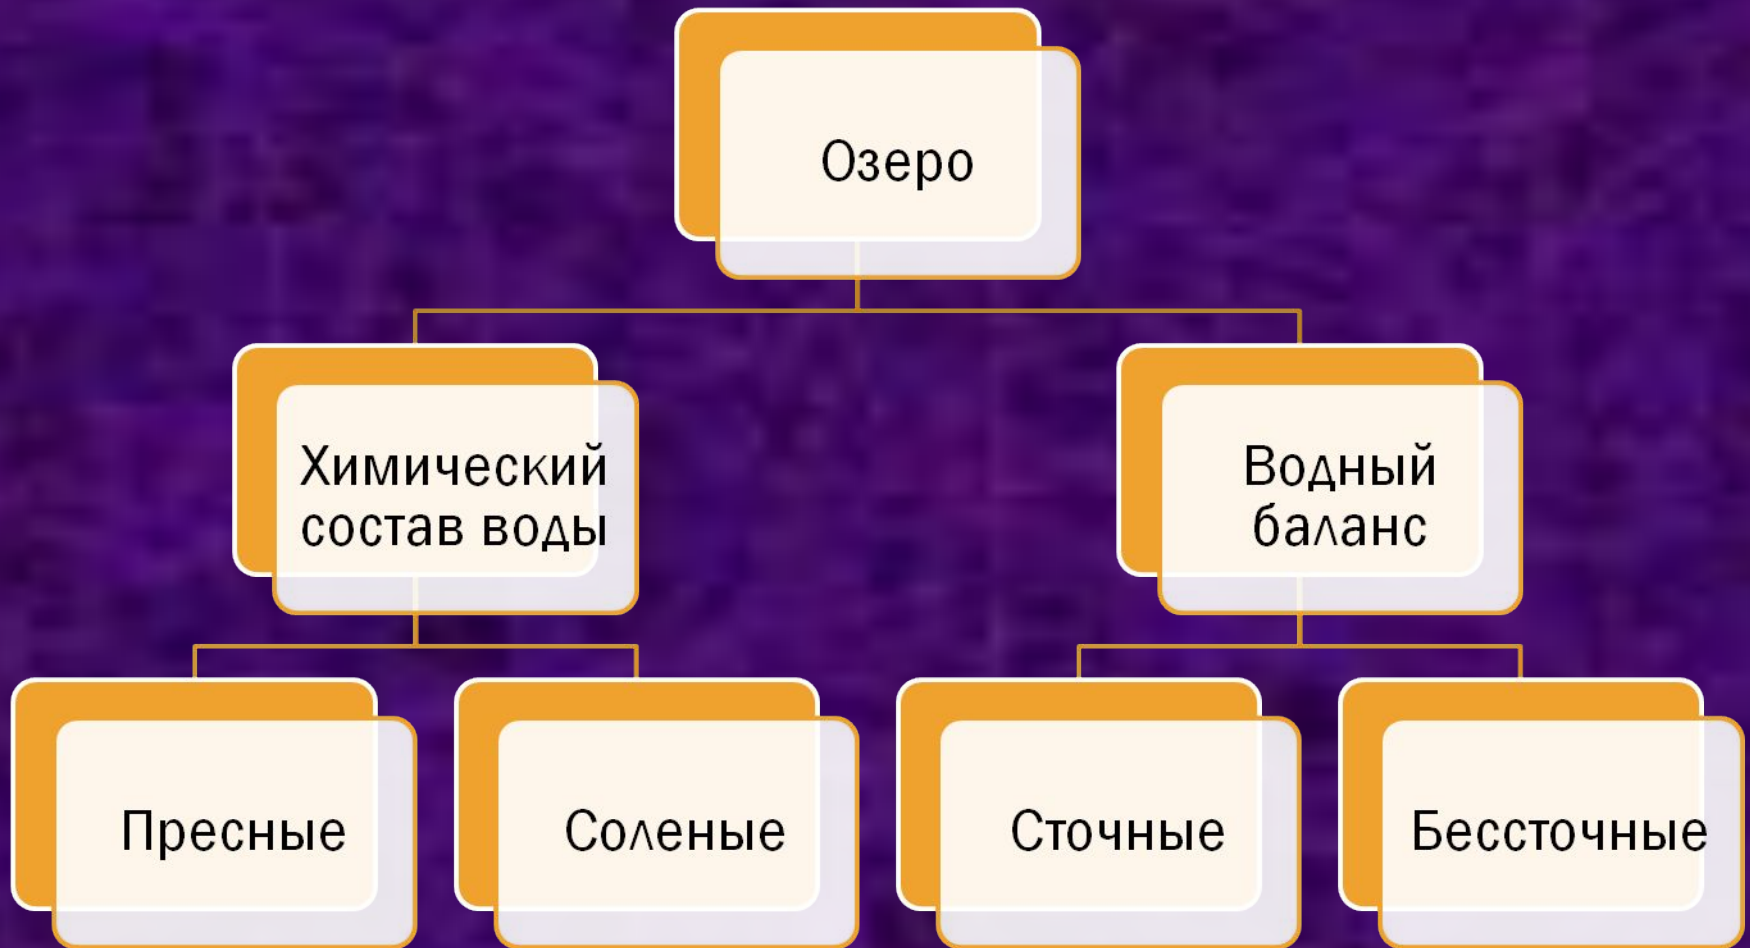 Озеро
Химический
состав воды
Водный
баланс
Пресные
Соленые
Сточные
Бессточные